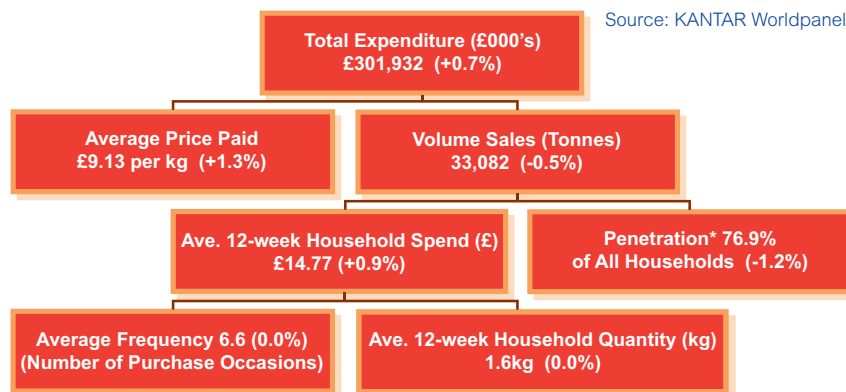 Source: KANTAR Worldpanel
Total Expenditure (£000’s)
£301,932 (+0.7%)
Average Price Paid
£9.13 per kg (+1.3%)
Volume Sales (Tonnes)
33,082 (-0.5%)
Ave. 12-week Household Spend (£)
£14.77 (+0.9%)
Penetration* 76.9%
of All Households (-1.2%)
Average Frequency 6.6 (0.0%)
(Number of Purchase Occasions)
Ave. 12-week Household Quantity (kg)
1.6kg (0.0%)